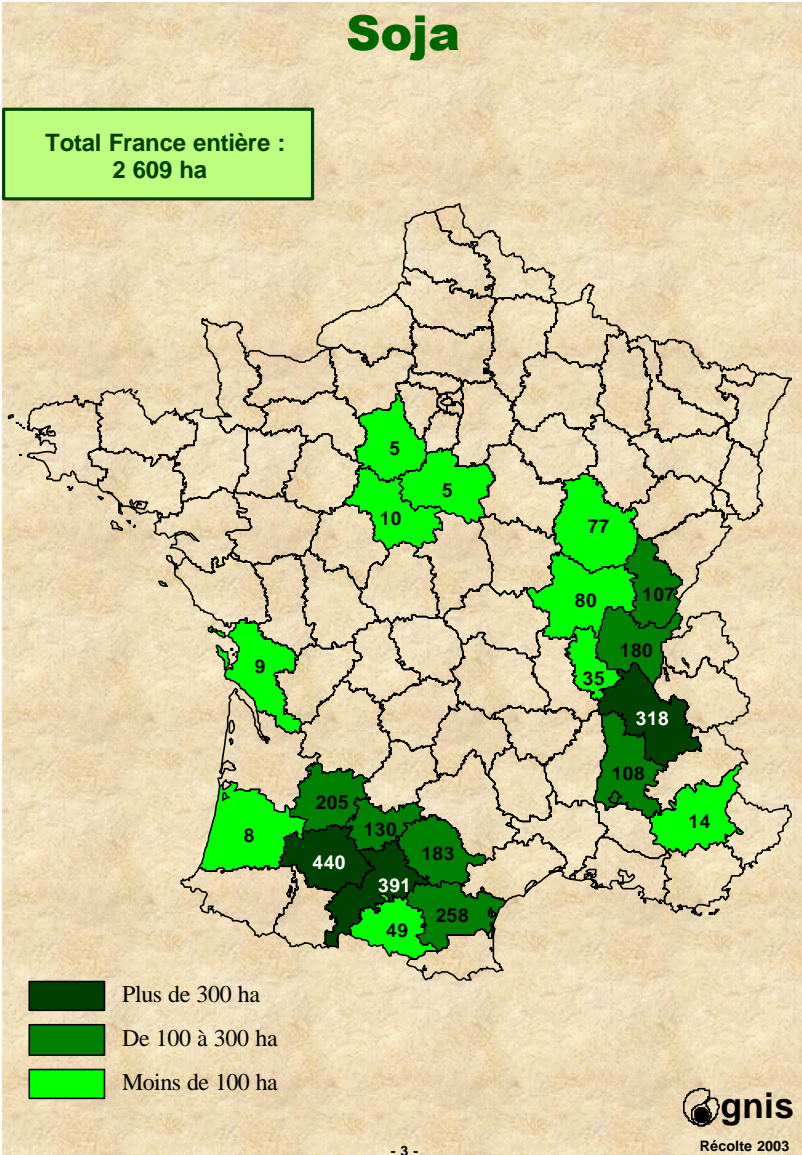 Soja
Total France entière :
2 609 ha
5
5
10
77
80
107
9
180
35
318
108
205
14
130
8
183
440
391
258
49
Plus de 300 ha
De 100 à 300 ha
Moins de 100 ha
gnis
Récolte 2003
- 3 -